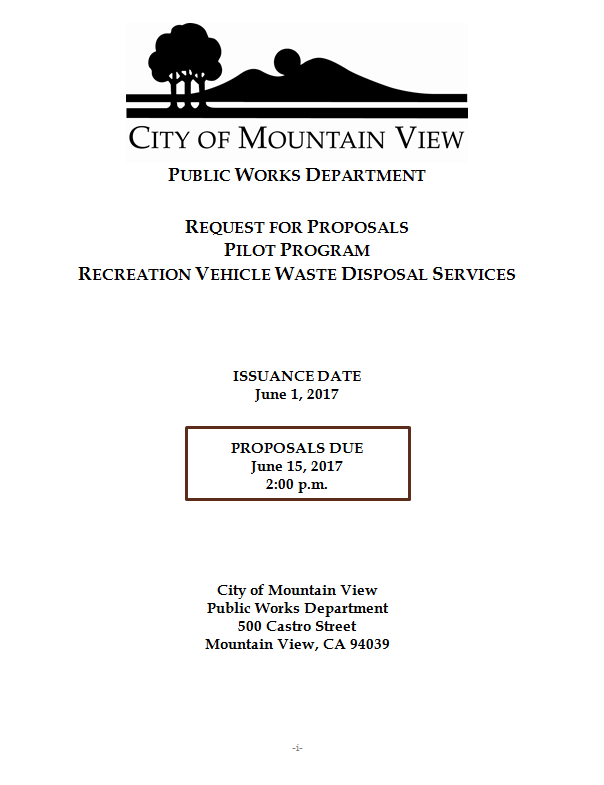 CITY OF MOUNTAIN VIEW
PUBLIC WORKS DEPARTMENT
REQUEST FOR PROPOSALS
PILOT PROGRAM
RECREATION VEHICLE WASTE DISPOSAL SERVICES
ISSUANCE DATE
June 1, 2017
PROPOSALS DUE
June 15, 2017
2:00 p.m.
City of Mountain View
Public Works Department
500 Castro Street
Mountain View, CA 94039
-i-